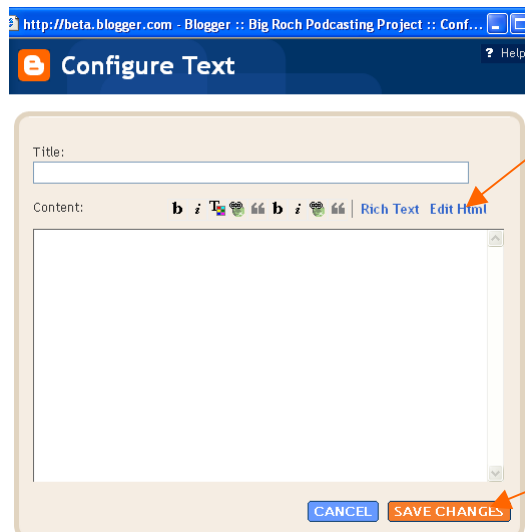 http://beta.blogger.com - Blogger :: Big Roch Podcasting Project :: Conf...
? Help
Configure Text
Title:
Content: b i T “ b i “ | Rich Text Edit Html
CANCEL SAVE CHANGES